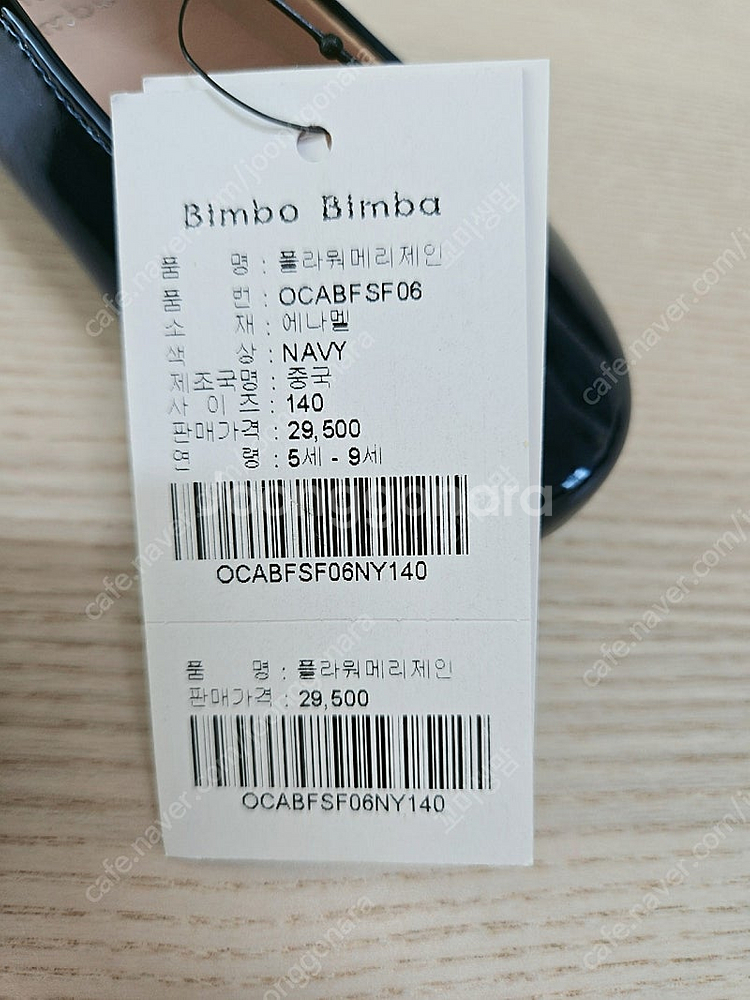 Bimbo Bimba
품 명 : 플라워메리제인
품 번 : OCABFSF06
소 재 : 에나멜
색 상 : NAVY
제조국명 : 중국
사 이 즈 : 140
판매가격 : 29,500
연 령 : 5세 - 9세
joonggonara
OCABFSF06NY140
품 명 : 플라워메리제인
판매가격 : 29,500
OCABFSF06NY140